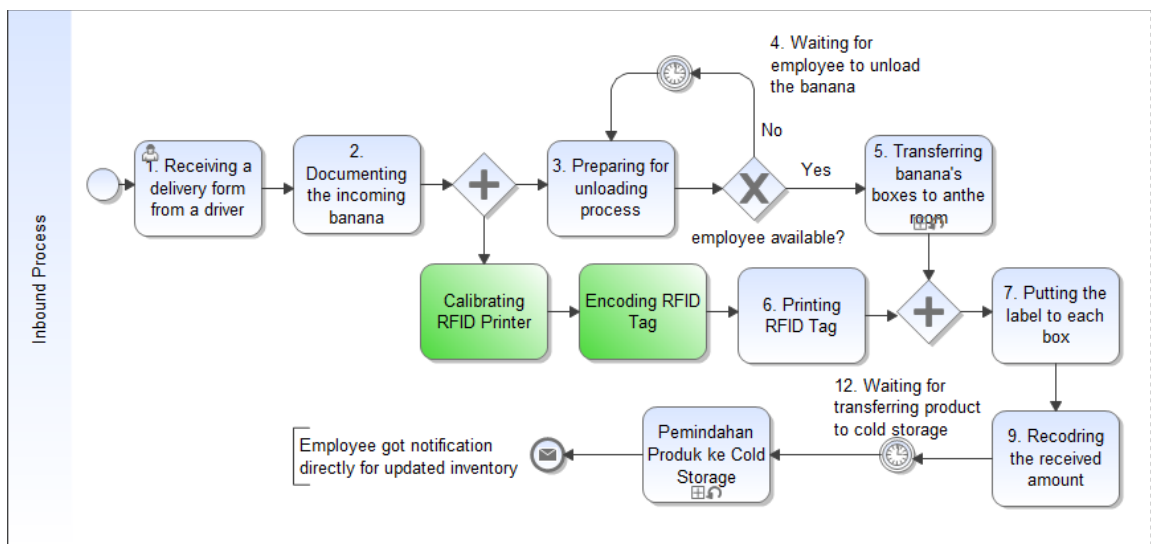 Inbound Process
4. Waiting for
employee to unload
the banana
No
1. Receiving a
delivery form
from a driver
2.
Documenting
the incoming
banana
3. Preparing for
unloading
process
Yes
5. Transferring
banana's
boxes to anthe
room
employee available?
Calibrating
RFID Printer
Encoding RFID
Tag
6. Printing
RFID Tag
7. Putting the
label to each
box
12. Waiting for
transferring product
to cold storage
Employee got notification
directly for updated inventory
Pemindahan
Produk ke Cold
Storage
9. Recodring
the received
amount